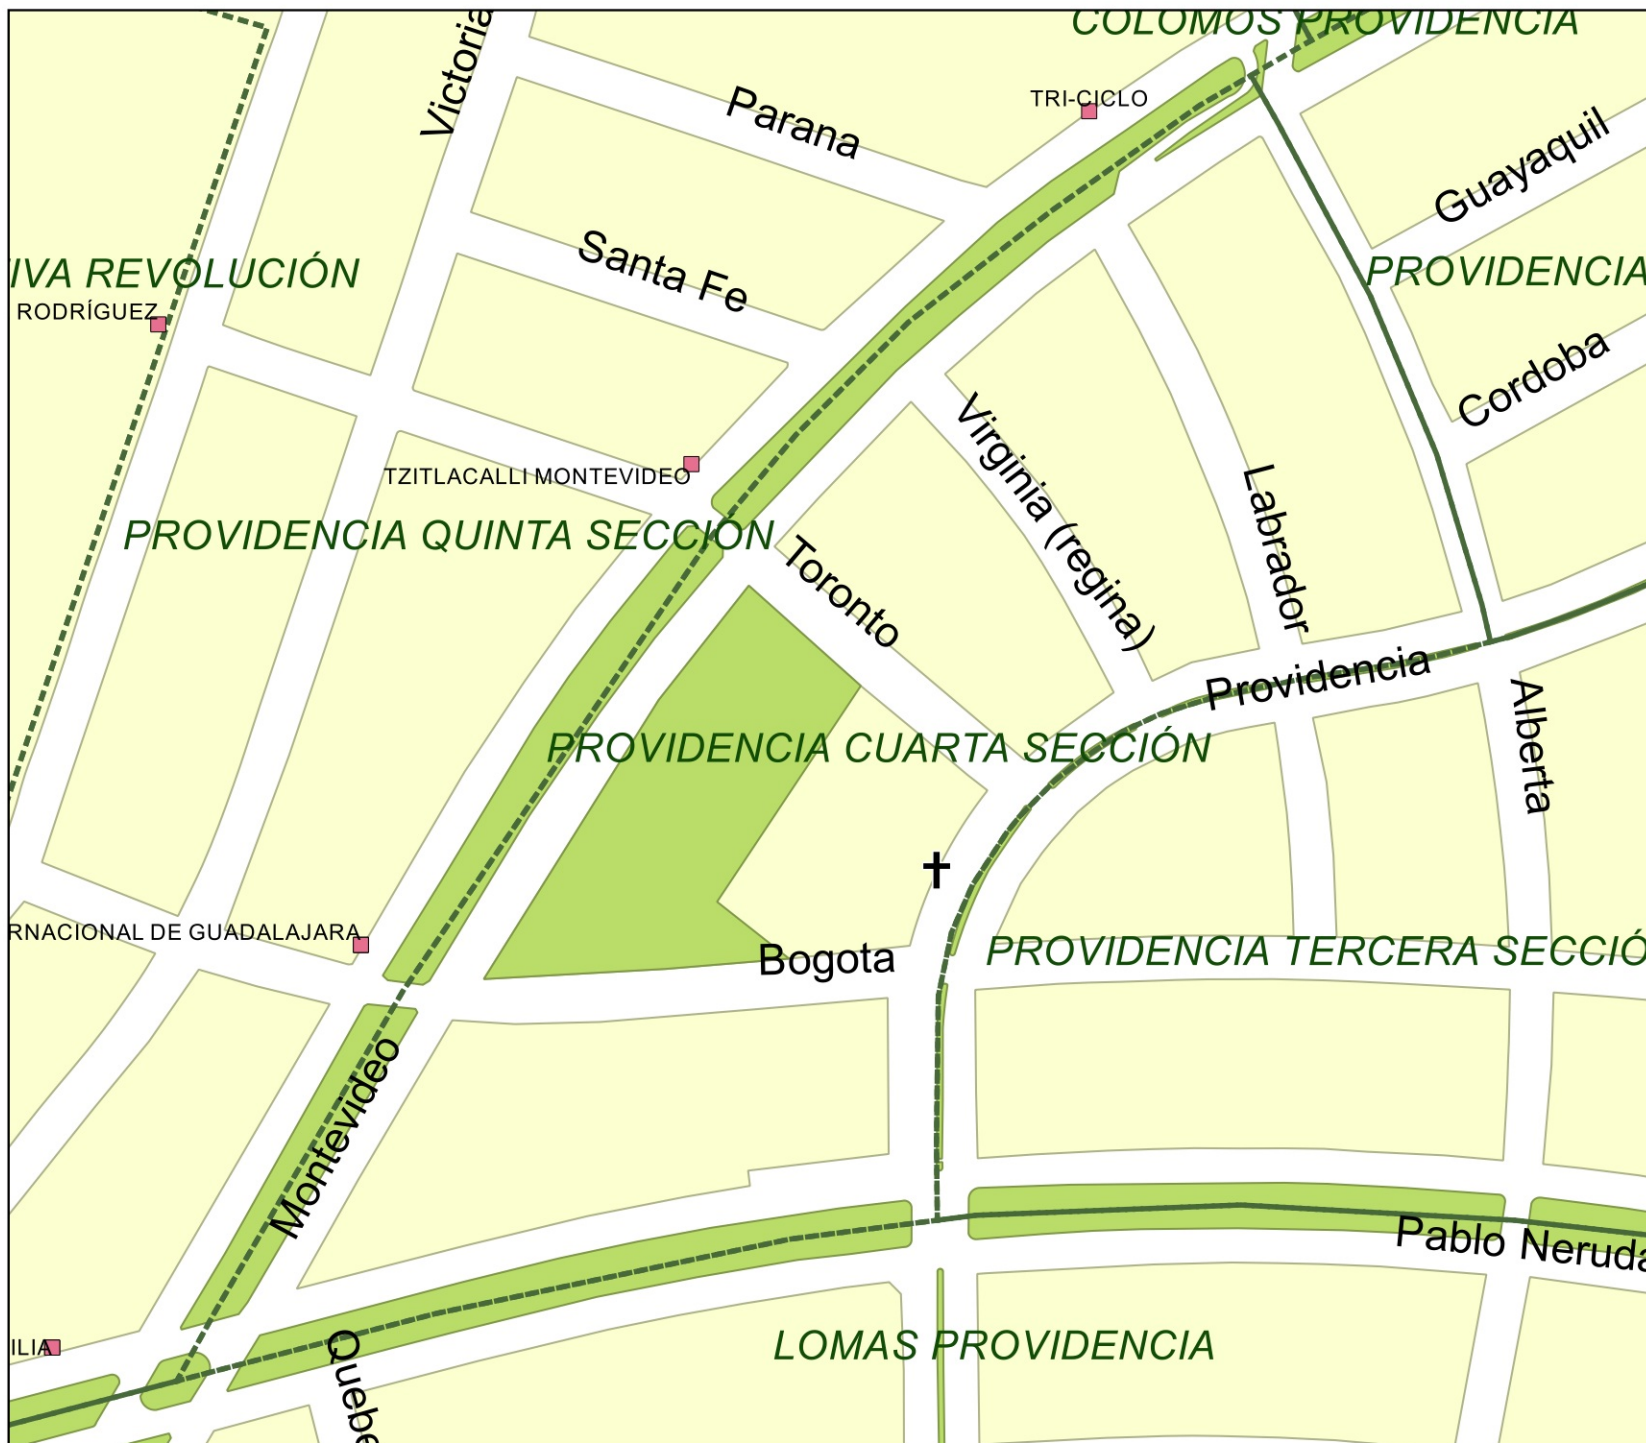 COLOMOS PROVIDENCIA
Victoria
Parana
TRI-CICLO
Guayaquil
Santa Fe
IVA REVOLUCIÓN
PROVIDENCIA
RODRÍGUEZ
Cordoba
Virginia (regina)
Labrador
TZITLACALLI MONTEVIDEO
PROVIDENCIA QUINTA SECCIÓN
Toronto
Providencia
Alberta
PROVIDENCIA CUARTA SECCIÓN
RNACIONAL DE GUADALAJARA
Bogota
PROVIDENCIA TERCERA SECCIÓ
Montevideo
Pablo Neruda
ILIA
LOMAS PROVIDENCIA
Quebe